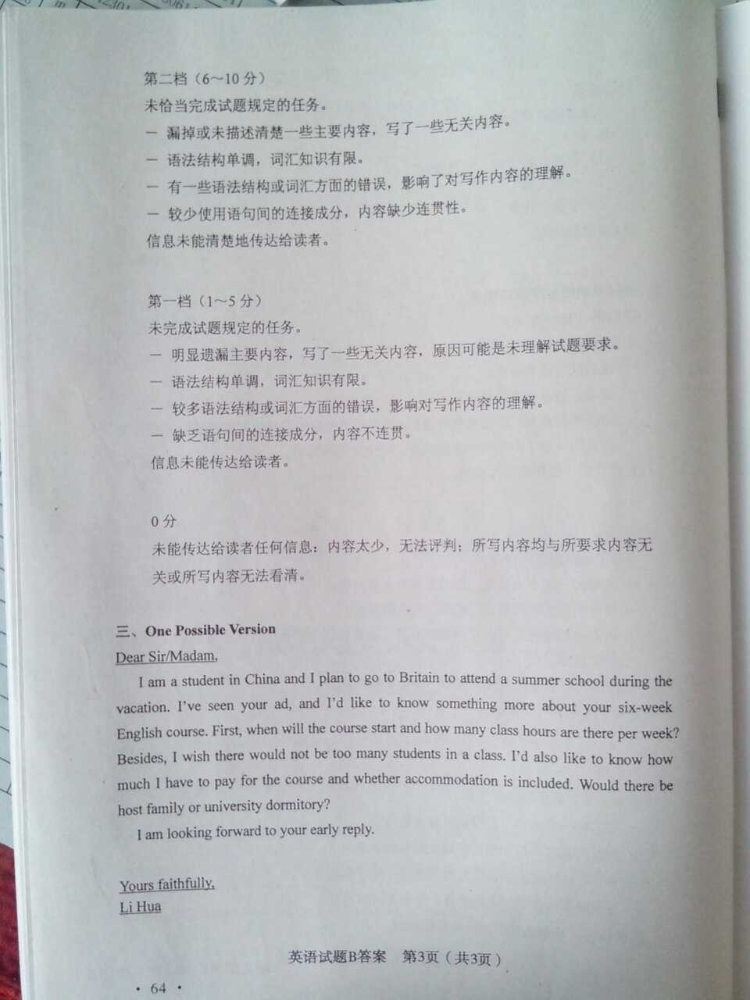 第二档（6～10 分）
未恰当完成试题规定的任务。
— 漏掉或未描述清楚一些主要内容，写了一些无关内容。
— 语法结构单调，词汇知识有限。
— 有一些语法结构或词汇方面的错误，影响了对写作内容的理解。
— 较少使用语句间的连接成分，内容缺少连贯性。
信息未能清楚地传达给读者。
第一档（1～5 分）
未完成试题规定的任务。
— 明显遗漏主要内容，写了一些无关内容，原因可能是未理解试题要求。
— 语法结构单调，词汇知识有限。
— 较多语法结构或词汇方面的错误，影响对写作内容的理解。
— 缺乏语句间的连接成分，内容不连贯。
信息未能传达给读者。
0 分
未能传达给读者任何信息：内容太少，无法评判；所写内容均与所要求内容无
关或所写内容无法看清。
三、One Possible Version
Dear Sir/Madam,
I am a student in China and I plan to go to Britain to attend a summer school during the
vacation. I've seen your ad, and I'd like to know something more about your six-week
English course. First, when will the course start and how many class hours are there per week?
Besides, I wish there would not be too many students in a class. I'd also like to know how
much I have to pay for the course and whether accommodation is included. Would there be
host family or university dormitory?
I am looking forward to your early reply.
Yours faithfully,
Li Hua
英语试题B答案 第3页（共3页）
· 64 ·